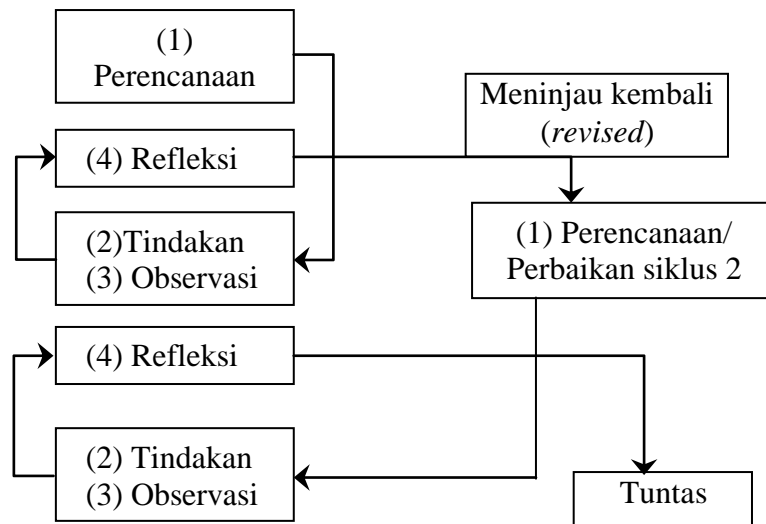 (1)
Perencanaan
Meninjau kembali
(revised)
(4) Refleksi
(2)Tindakan
(3) Observasi
(1) Perencanaan/
Perbaikan siklus 2
(4) Refleksi
(2) Tindakan
(3) Observasi
Tuntas